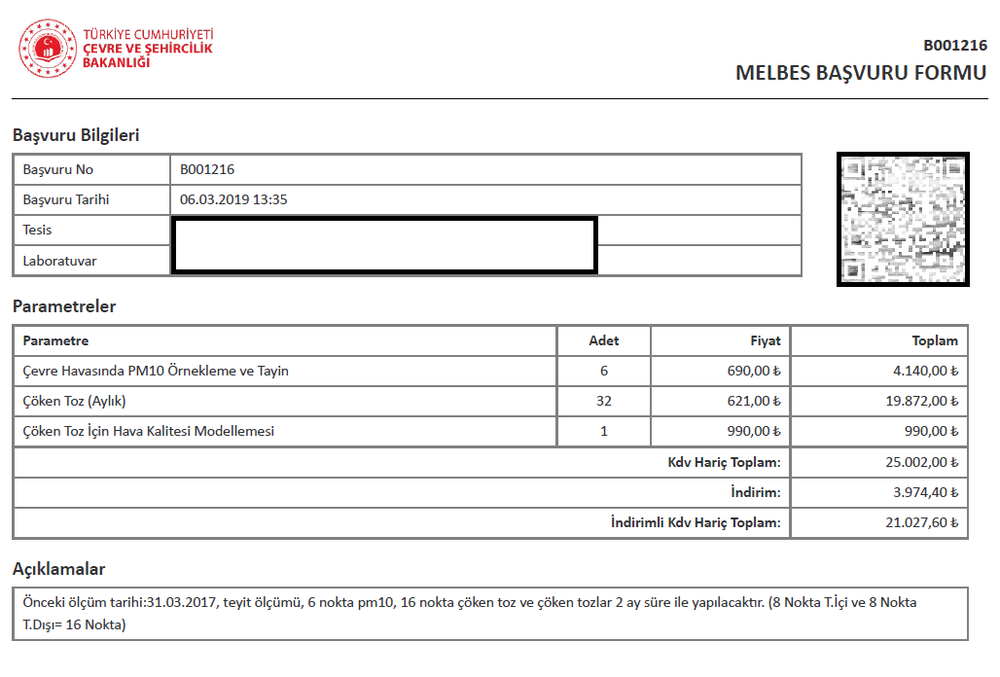 TÜRKİYE CUMHURİYETİ
ÇEVRE VE ŞEHİRCİLİK
BAKANLIĞI
B001216
MELBES BAŞVURU FORMU
Başvuru Bilgileri
Başvuru No B001216
Başvuru Tarihi 06.03.2019 13:35
Tesis
Laboratuvar
Parametreler
Parametre Adet Fiyat Toplam
Çevre Havasında PM10 Örnekleme ve Tayin 6 690,00 ₺ 4.140,00 ₺
Çöken Toz (Aylık) 32 621,00 ₺ 19.872,00 ₺
Çöken Toz İçin Hava Kalitesi Modellemesi 1 990,00 ₺ 990,00 ₺
Kdv Hariç Toplam: 25.002,00 ₺
İndirim: 3.974,40 ₺
İndirimli Kdv Hariç Toplam: 21.027,60 ₺
Açıklamalar
Önceki ölçüm tarihi:31.03.2017, teyit ölçümü, 6 nokta pm10, 16 nokta çöken toz ve çöken tozlar 2 ay süre ile yapılacaktır. (8 Nokta T.İçi ve 8 Nokta
T.Dışı= 16 Nokta)